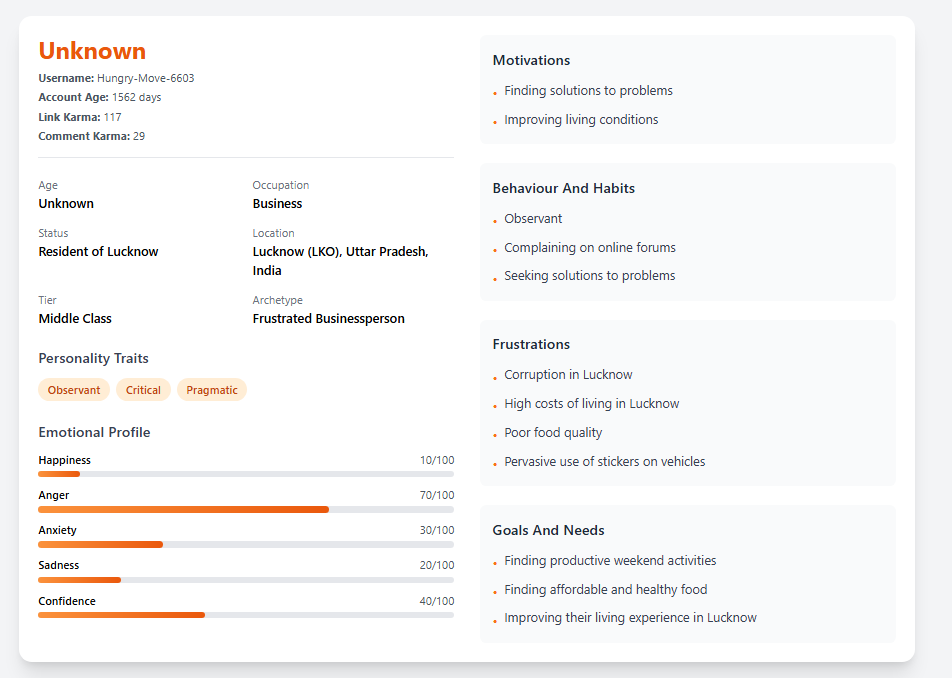 Unknown
Username: Hungry-Move-6603
Account Age: 1562 days
Link Karma: 117
Comment Karma: 29
Age
Unknown
Occupation
Business
Status
Resident of Lucknow
Location
Lucknow (LKO), Uttar Pradesh,
India
Tier
Middle Class
Archetype
Frustrated Businessperson
Personality Traits
Observant
Critical
Pragmatic
Emotional Profile
Happiness 10/100
Anger 70/100
Anxiety 30/100
Sadness 20/100
Confidence 40/100
Motivations
• Finding solutions to problems
• Improving living conditions
Behaviour And Habits
• Observant
• Complaining on online forums
• Seeking solutions to problems
Frustrations
• Corruption in Lucknow
• High costs of living in Lucknow
• Poor food quality
• Pervasive use of stickers on vehicles
Goals And Needs
• Finding productive weekend activities
• Finding affordable and healthy food
• Improving their living experience in Lucknow